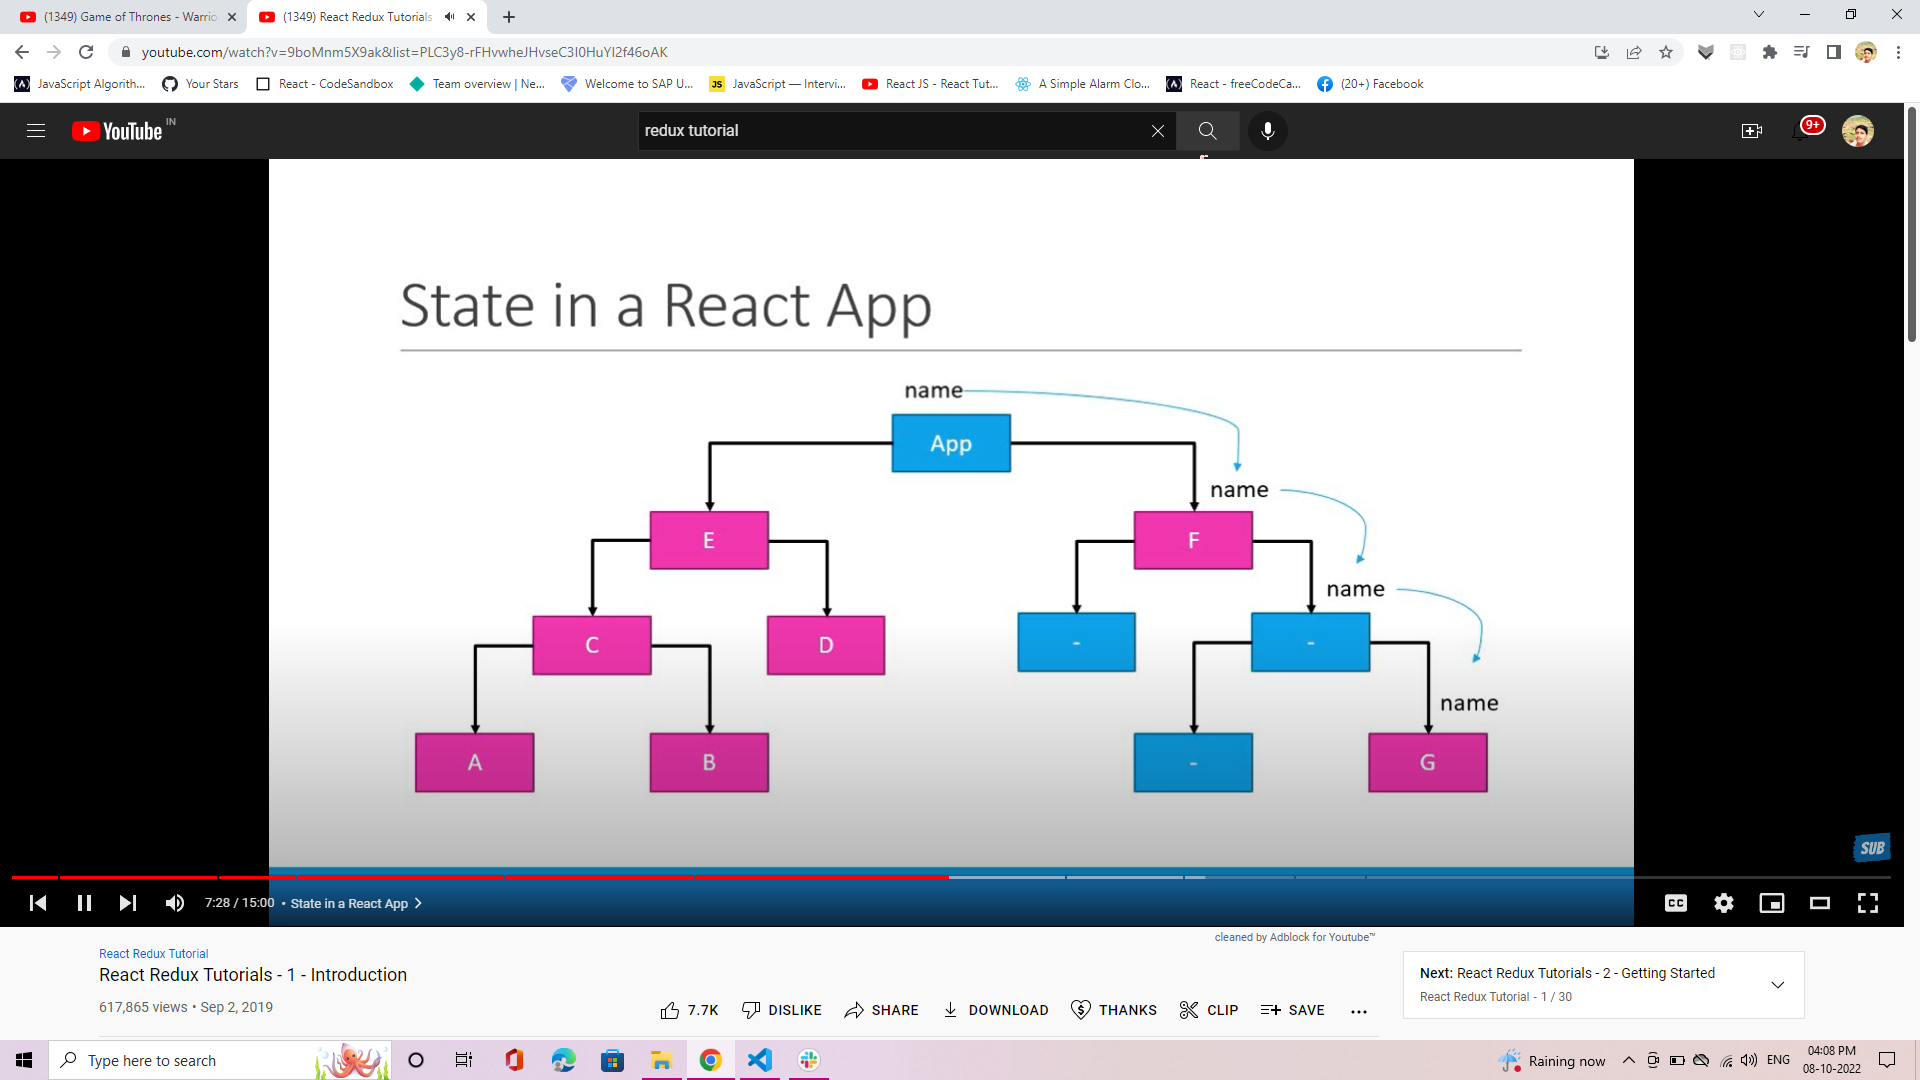 (1349) Game of Thrones - Warrio
(1349) React Redux Tutorials
youtube.com/watch?v=9boMnm5X9ak&list=PLC3y8-rFHvwheJHvseC3I0HuYI2f46oAK
JavaScript Algorith...
Your Stars
React - CodeSandbox
Team overview | Ne...
Welcome to SAP U...
JS
JavaScript — Intervi...
React JS - React Tut...
A Simple Alarm Clo...
React - freeCodeCa...
(20+) Facebook
YouTube IN
redux tutorial
9+
State in a React App
name
App
name
E
F
name
C
D
-
-
name
A
B
-
G
SUB
7:28 / 15:00 • State in a React App
CC
cleaned by Adblock for Youtube™
React Redux Tutorial
React Redux Tutorials - 1 - Introduction
617,865 views • Sep 2, 2019
7.7K
DISLIKE
SHARE
DOWNLOAD
THANKS
CLIP
SAVE
Next: React Redux Tutorials - 2 - Getting Started
React Redux Tutorial - 1 / 30
Type here to search
Raining now
ENG
04:08 PM
08-10-2022